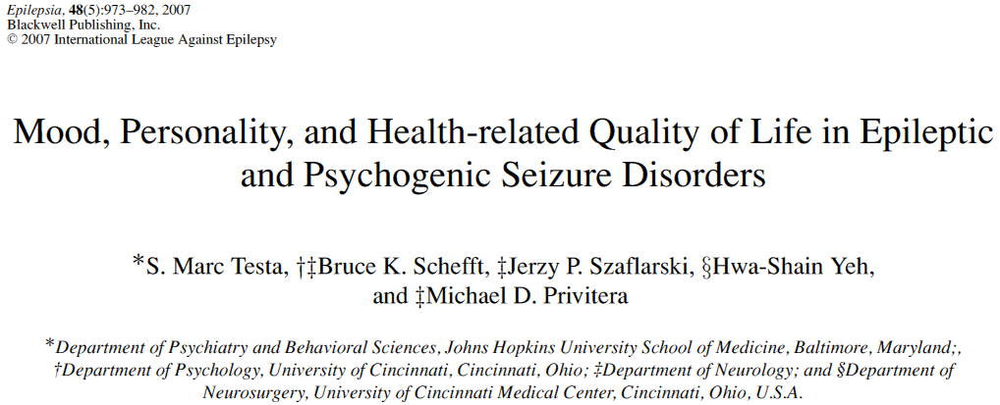 Epilepsia, 48(5):973–982, 2007
Blackwell Publishing, Inc.
© 2007 International League Against Epilepsy
Mood, Personality, and Health-related Quality of Life in Epileptic
and Psychogenic Seizure Disorders
*S. Marc Testa, †‡Bruce K. Schefft, ‡Jerzy P. Szaflarski, §Hwa-Shain Yeh,
and ‡Michael D. Privitera
*Department of Psychiatry and Behavioral Sciences, Johns Hopkins University School of Medicine, Baltimore, Maryland;,
†Department of Psychology, University of Cincinnati, Cincinnati, Ohio; ‡Department of Neurology; and §Department of
Neurosurgery, University of Cincinnati Medical Center, Cincinnati, Ohio, U.S.A.